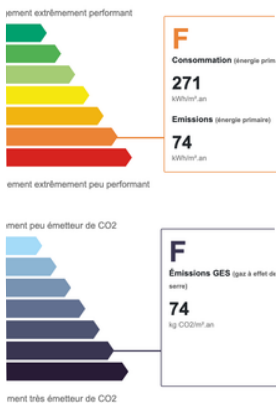 gement extrêmement performant
F
Consommation (énergie prim
271
kWh/m².an
Emissions (énergie primaire)
74
kWh/m².an
ement extrêmement peu performant
ment peu émetteur de CO2
F
Émissions GES (gaz à effet de
serre)
74
kg CO2/m².an
ment très émetteur de CO2